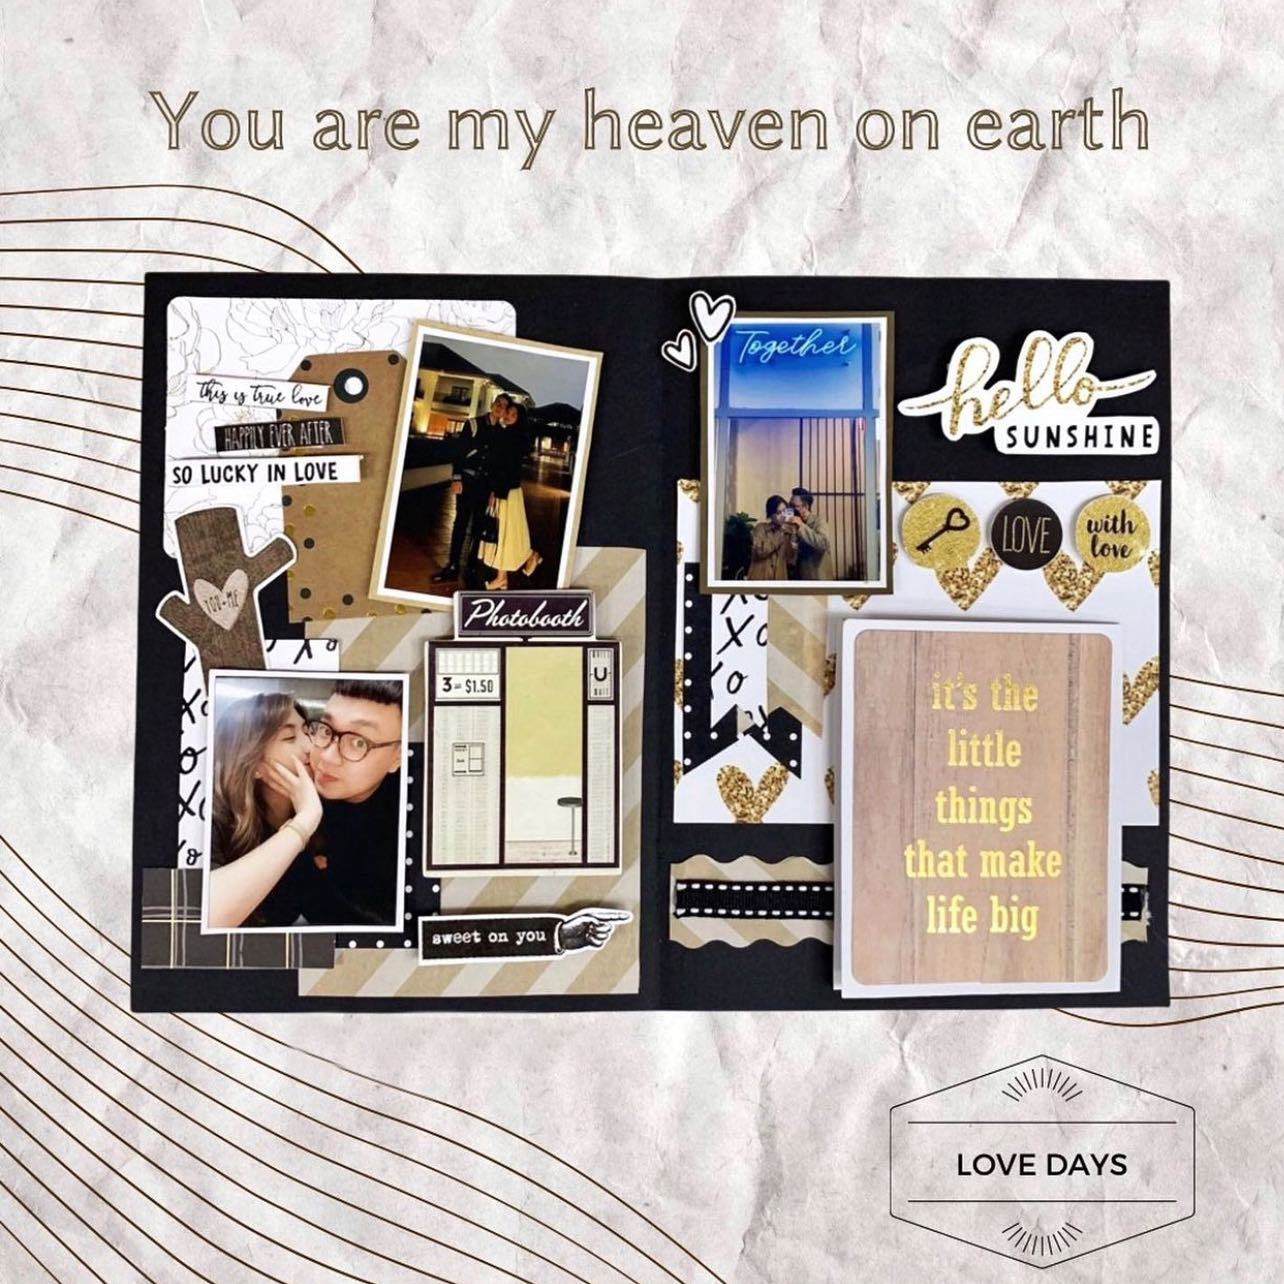 You are my heaven on earth
this is true love
HAPPILY EVER AFTER
SO LUCKY IN LOVE
YOU + ME
Photobooth
3 = $1.50
U
sweet on you
Together
hello
SUNSHINE
LOVE
with
love
XO
XO
it's the
little
things
that make
life big
LOVE DAYS